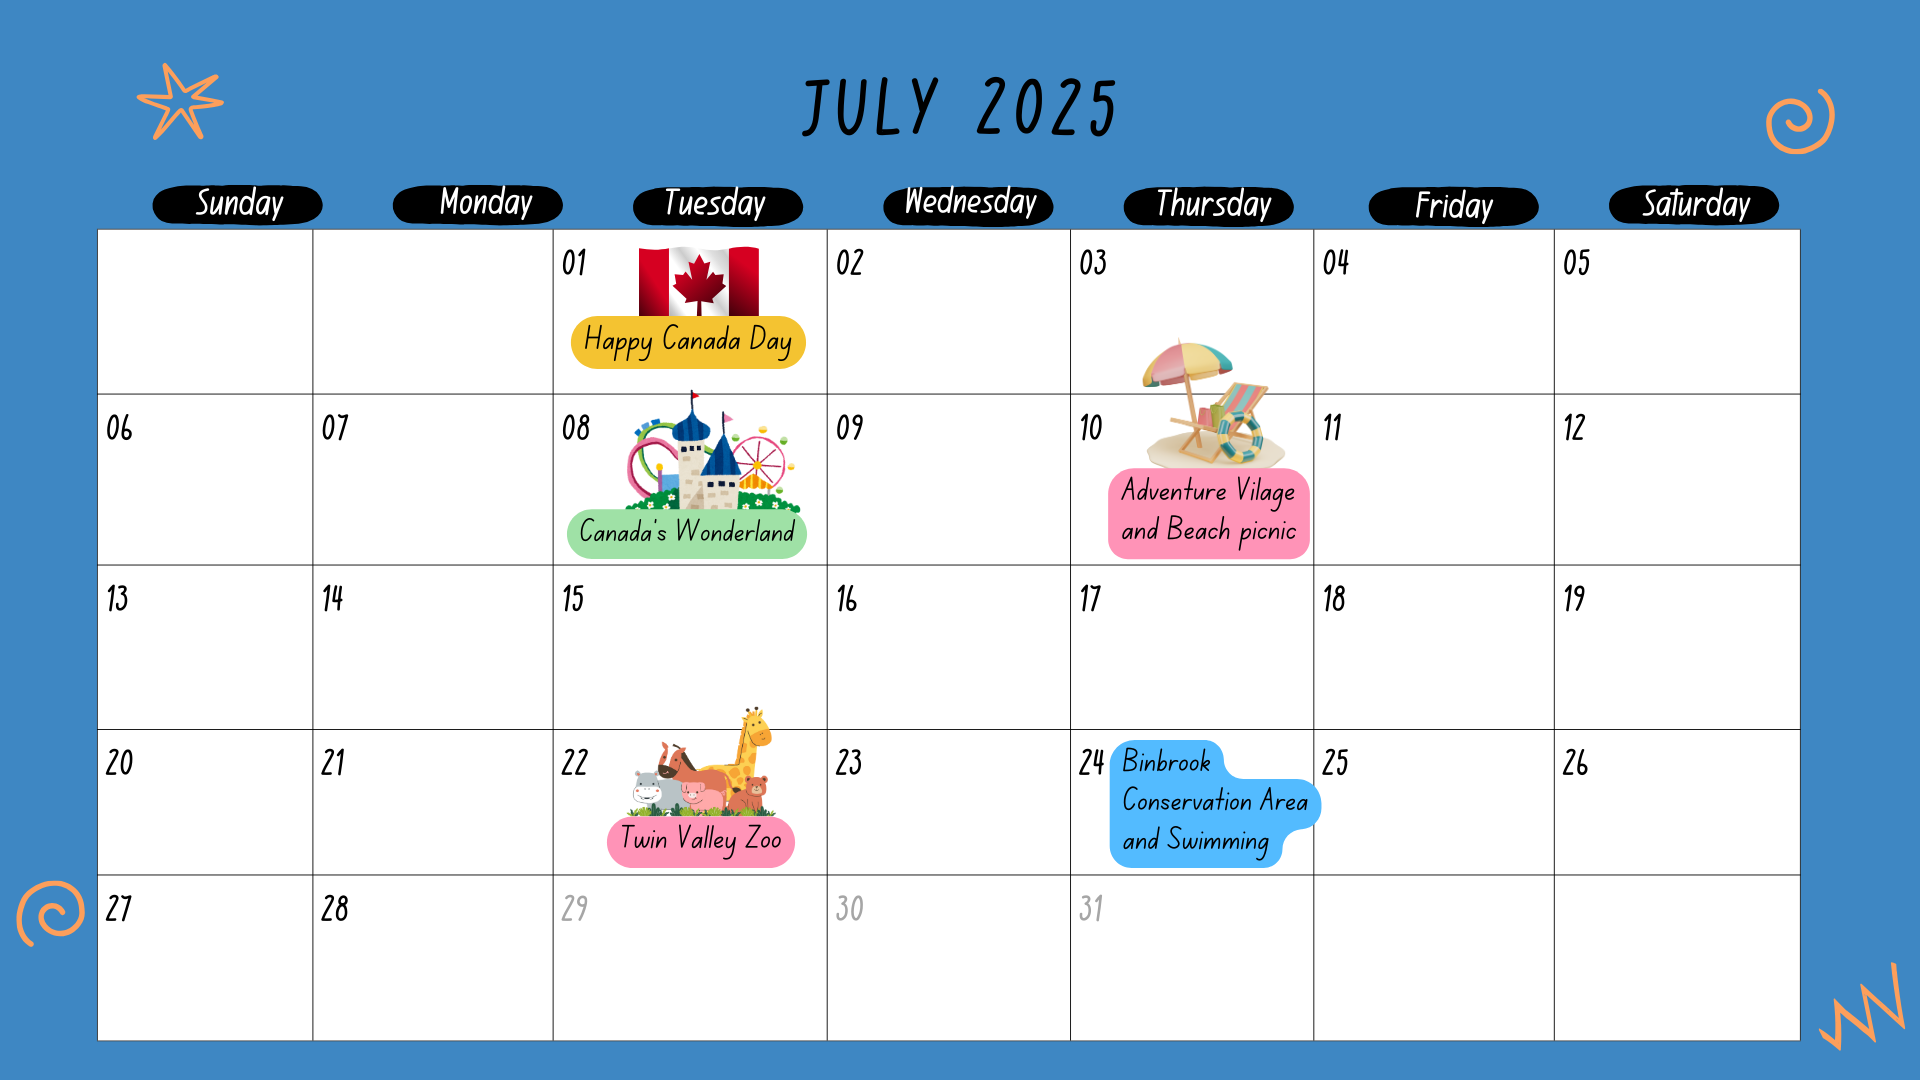 JULY 2025
Sunday Monday Tuesday Wednesday Thursday Friday Saturday
01 02 03 04 05
Happy Canada Day
06 07 08 09 10 11 12
Canada's Wonderland
Adventure Vilage
and Beach picnic
13 14 15 16 17 18 19
20 21 22 23 24 25 26
Twin Valley Zoo
Binbrook
Conservation Area
and Swimming
27 28 29 30 31